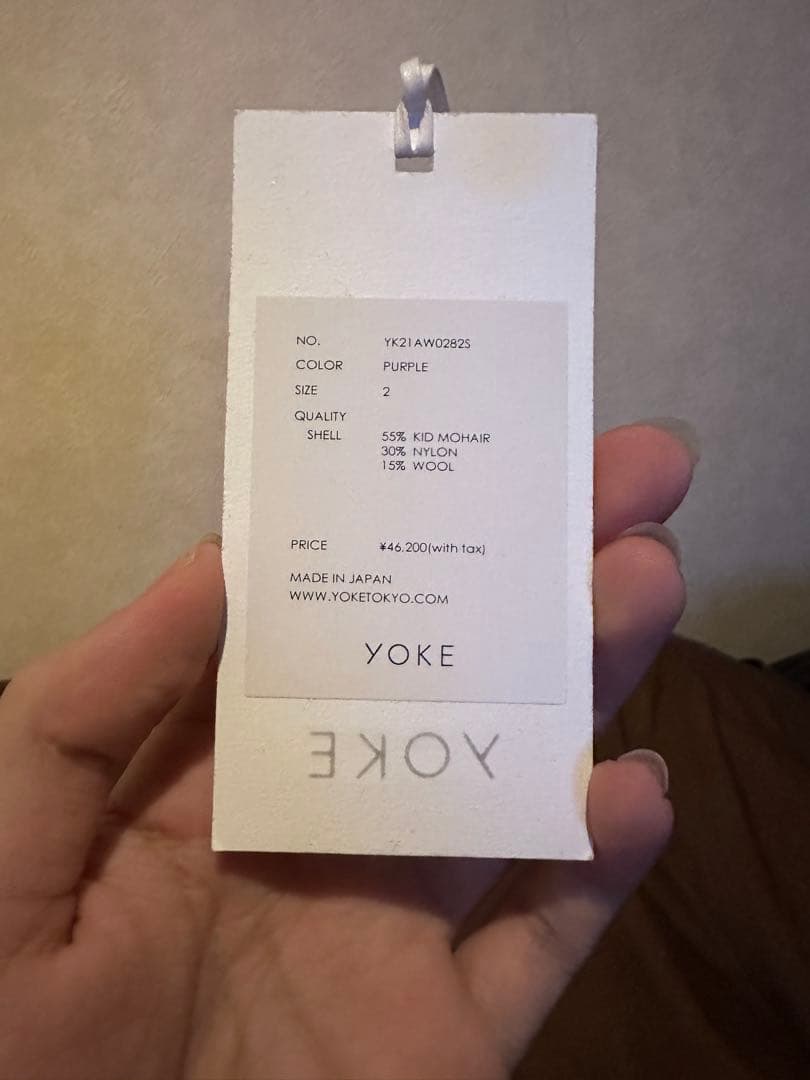 NO. YK21AW0282S
COLOR PURPLE
SIZE 2
QUALITY
SHELL 55% KID MOHAIR
30% NYLON
15% WOOL
PRICE ¥46.200(with tax)
MADE IN JAPAN
WWW.YOKETOKYO.COM
YOKE
YOKE